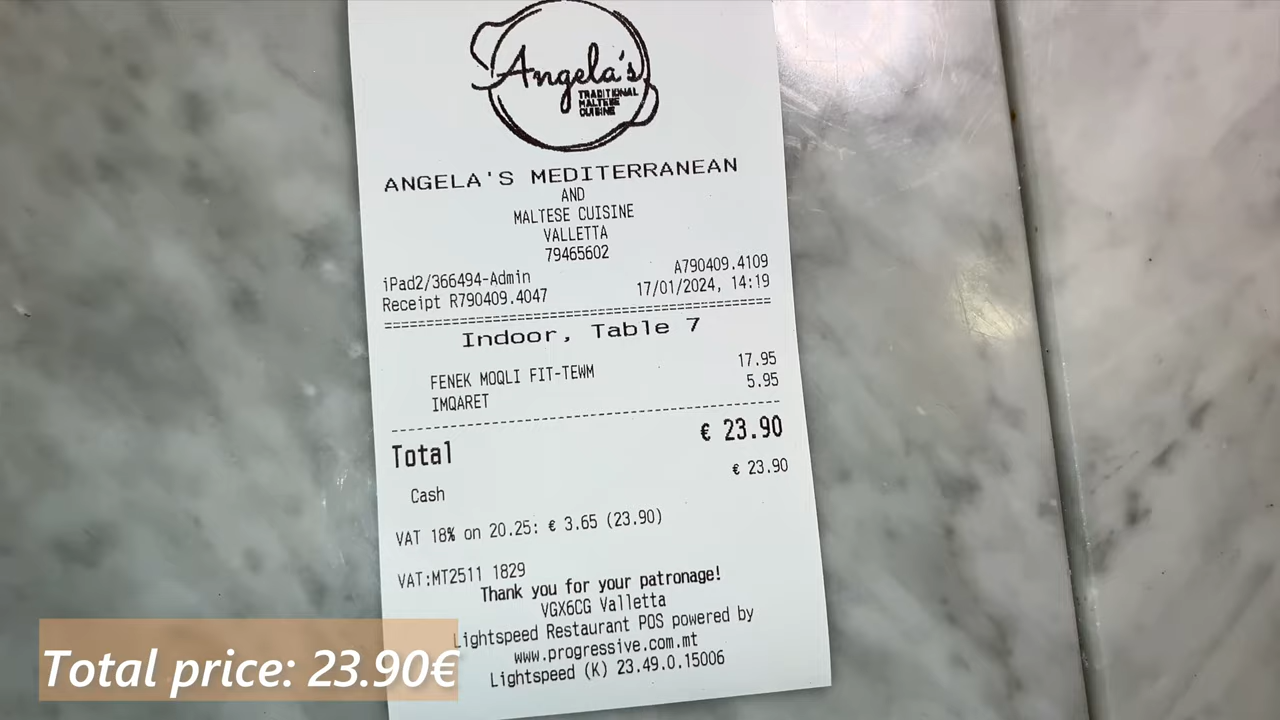 Angela's
TRADITIONAL
MALTESE
CUISINE
ANGELA'S MEDITERRANEAN
AND
MALTESE CUISINE
VALLETTA
79465602
iPad2/366494-Admin A790409.4109
Receipt R790409.4047 17/01/2024, 14:19
Indoor, Table 7
FENEK MOQLI FIT-TEWM 17.95
IMQARET 5.95
Total € 23.90
Cash € 23.90
VAT 18% on 20.25: € 3.65 (23.90)
VAT:MT2511 1829
Thank you for your patronage!
VGX6CG Valletta
Lightspeed Restaurant POS powered by
www.progressive.com.mt
Lightspeed (K) 23.49.0.15006
Total price: 23.90€